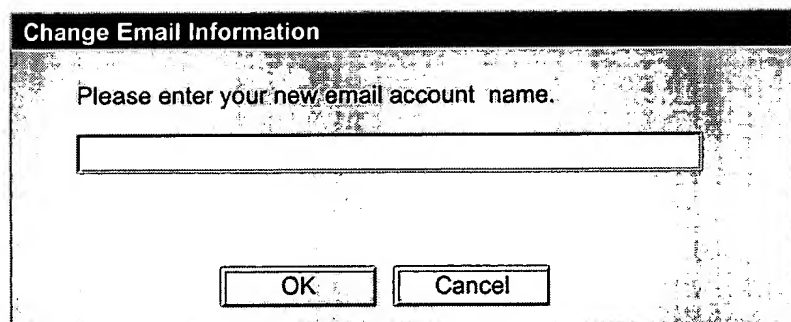 Change Email Information
Please enter your new email account name.
OK
Cancel